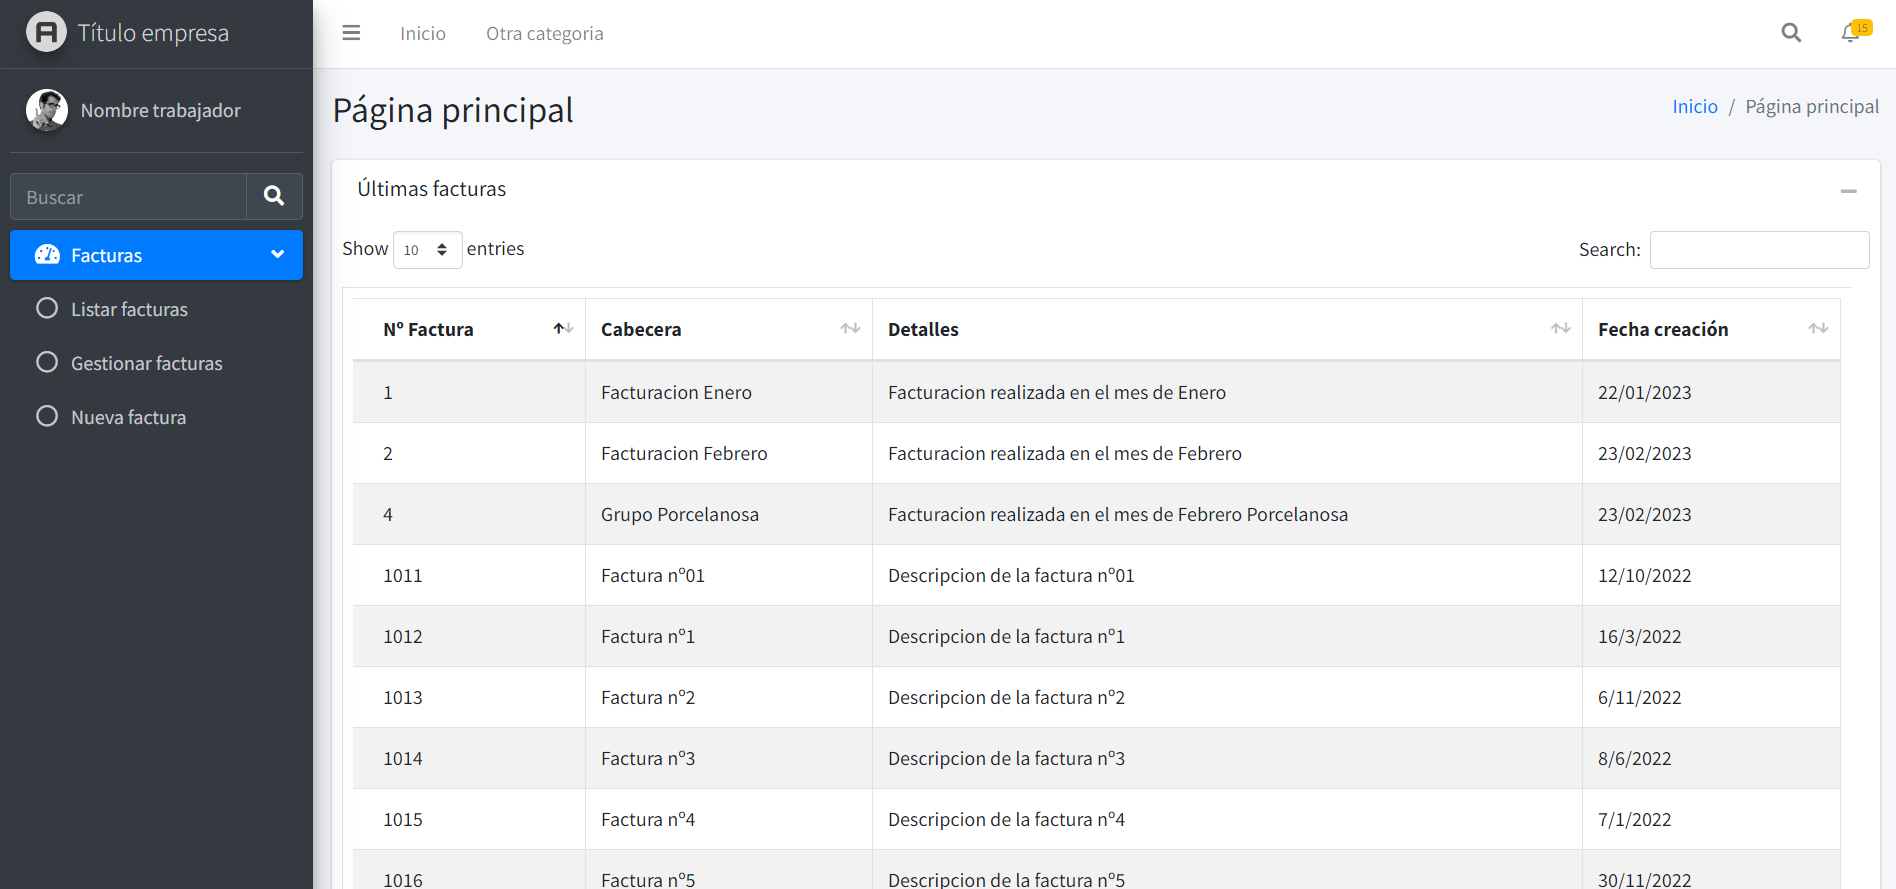 Título empresa
Inicio
Otra categoria
15
Nombre trabajador
Buscar
Facturas
Listar facturas
Gestionar facturas
Nueva factura
Página principal
Inicio / Página principal
Últimas facturas
Show 10 entries
Search:
Nº Factura Cabecera Detalles Fecha creación
1 Facturacion Enero Facturacion realizada en el mes de Enero 22/01/2023
2 Facturacion Febrero Facturacion realizada en el mes de Febrero 23/02/2023
4 Grupo Porcelanosa Facturacion realizada en el mes de Febrero Porcelanosa 23/02/2023
1011 Factura nº01 Descripcion de la factura nº01 12/10/2022
1012 Factura nº1 Descripcion de la factura nº1 16/3/2022
1013 Factura nº2 Descripcion de la factura nº2 6/11/2022
1014 Factura nº3 Descripcion de la factura nº3 8/6/2022
1015 Factura nº4 Descripcion de la factura nº4 7/1/2022
1016 Factura nº5 Descripcion de la factura nº5 30/11/2022